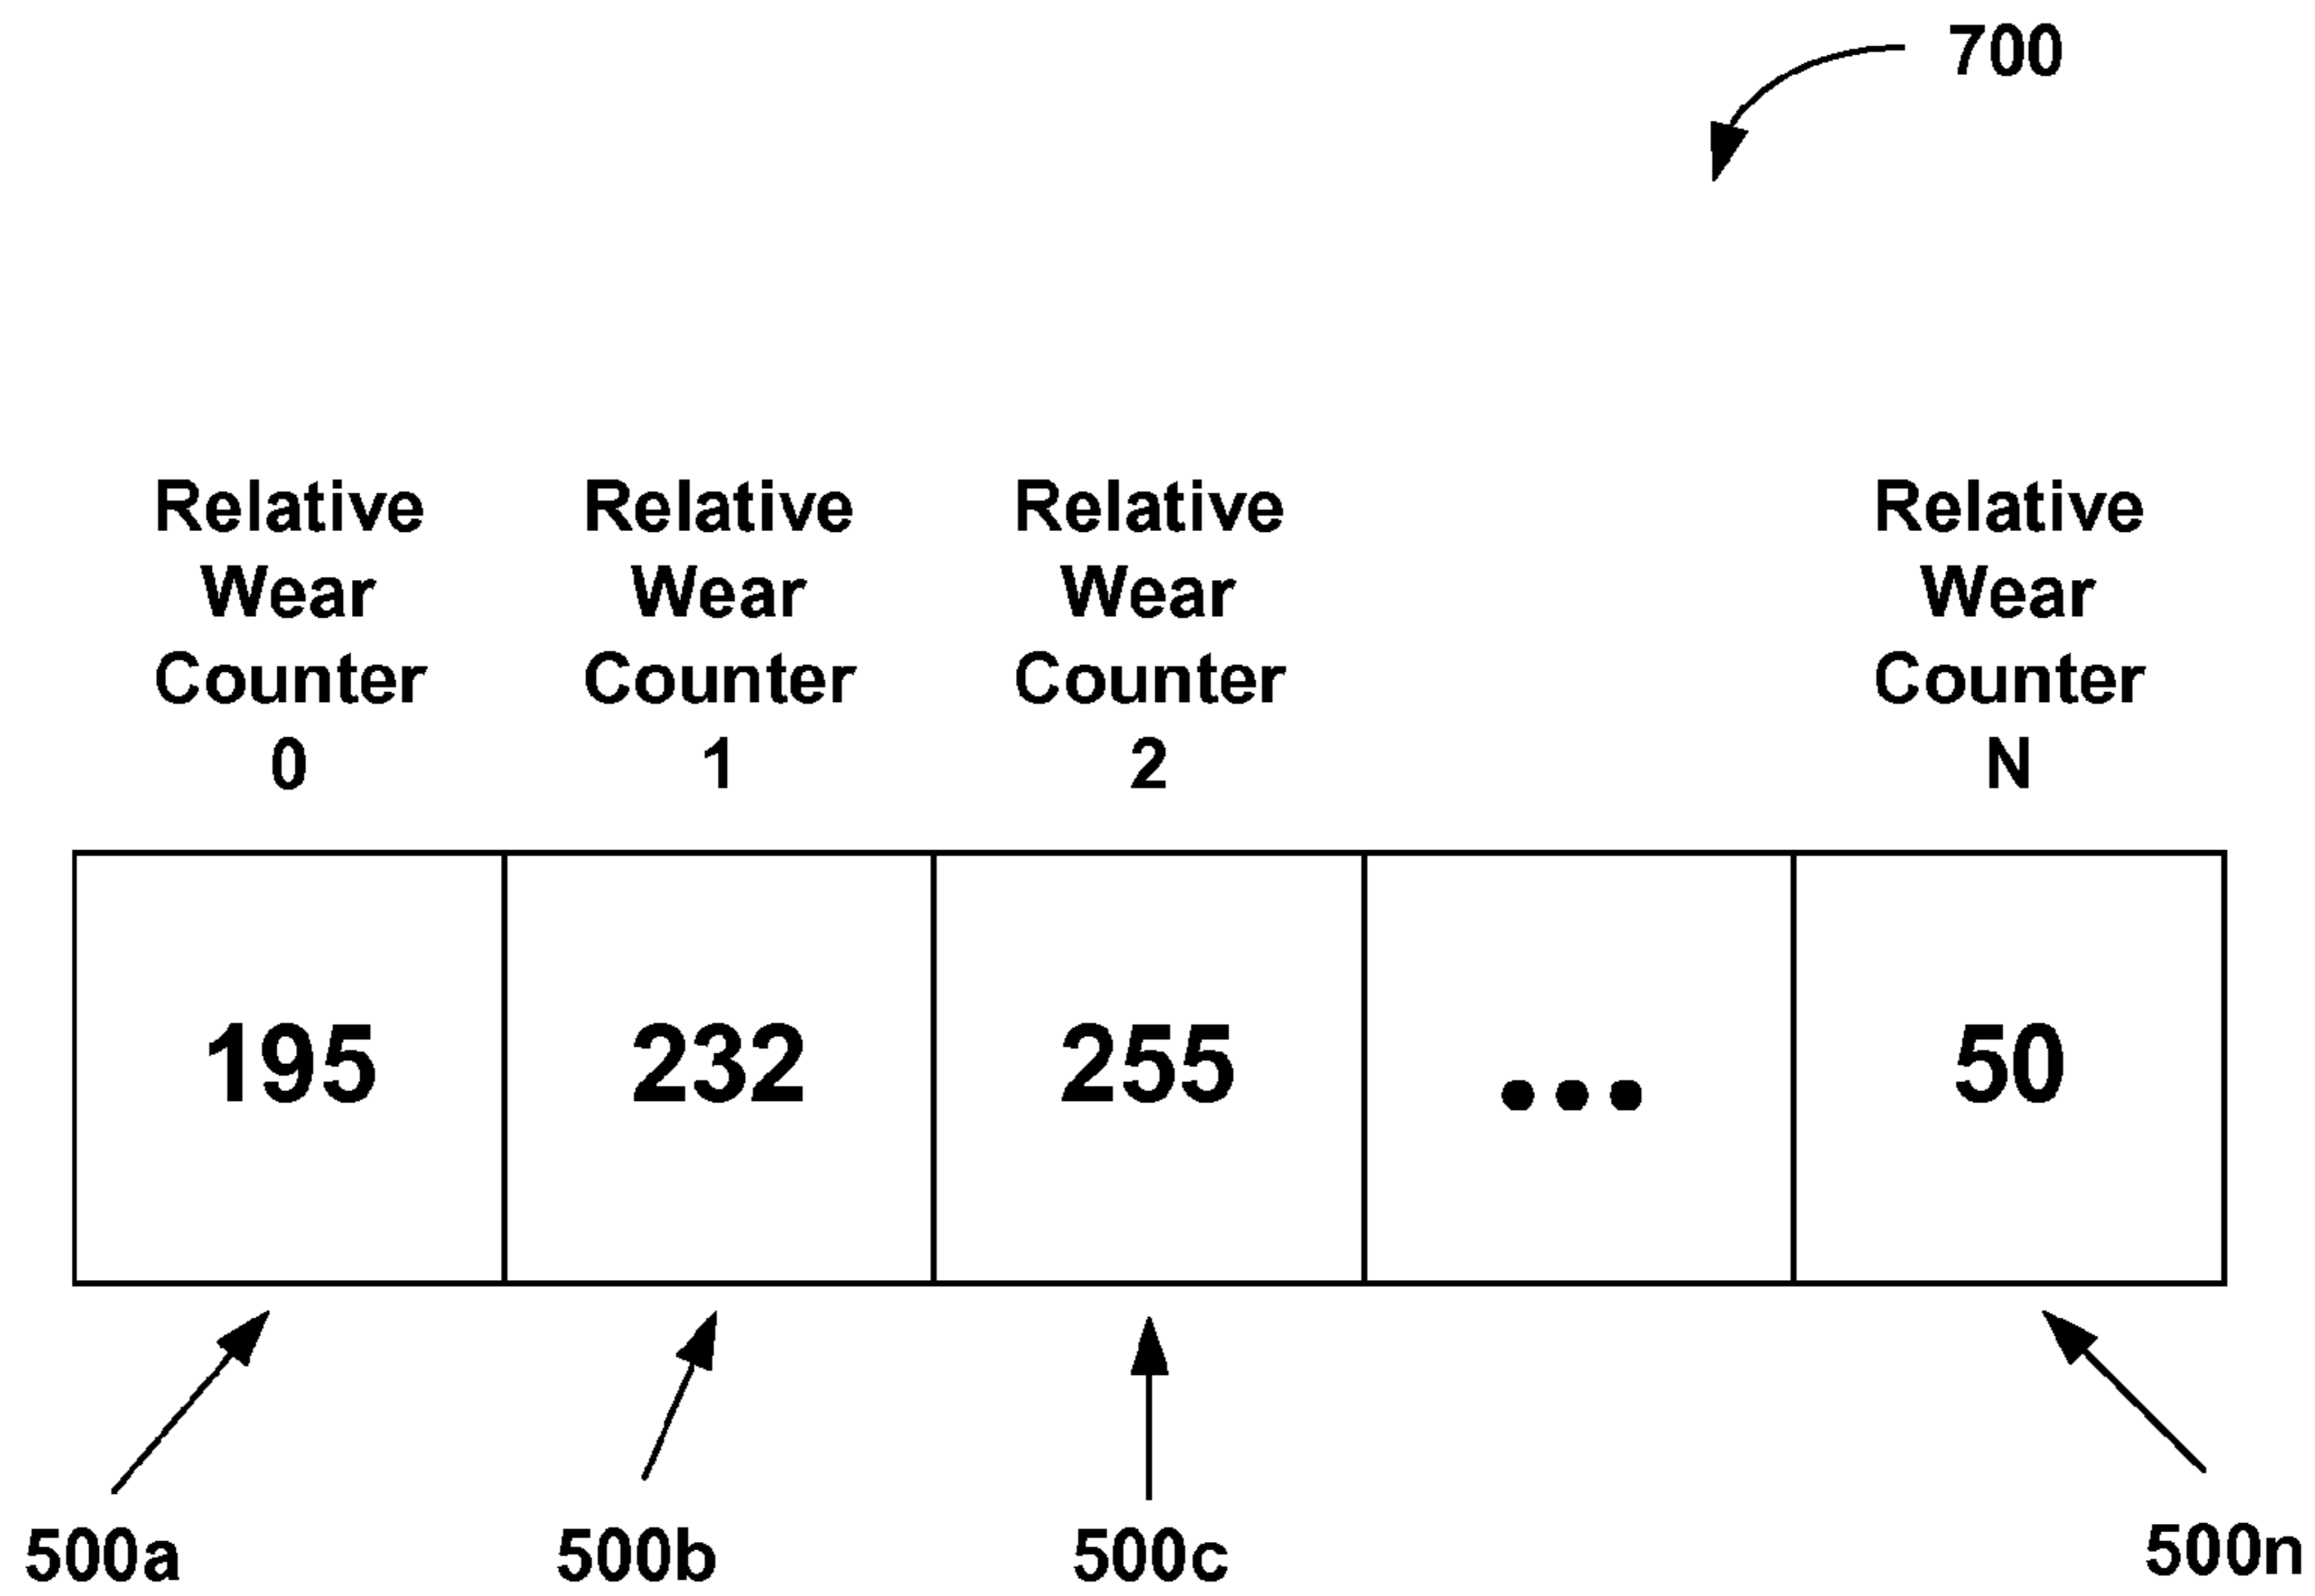 700
Relative Relative Relative Relative
Wear Wear Wear Wear
Counter Counter Counter Counter
0 1 2 N
195 232 255 ... 50
500a 500b 500c 500n